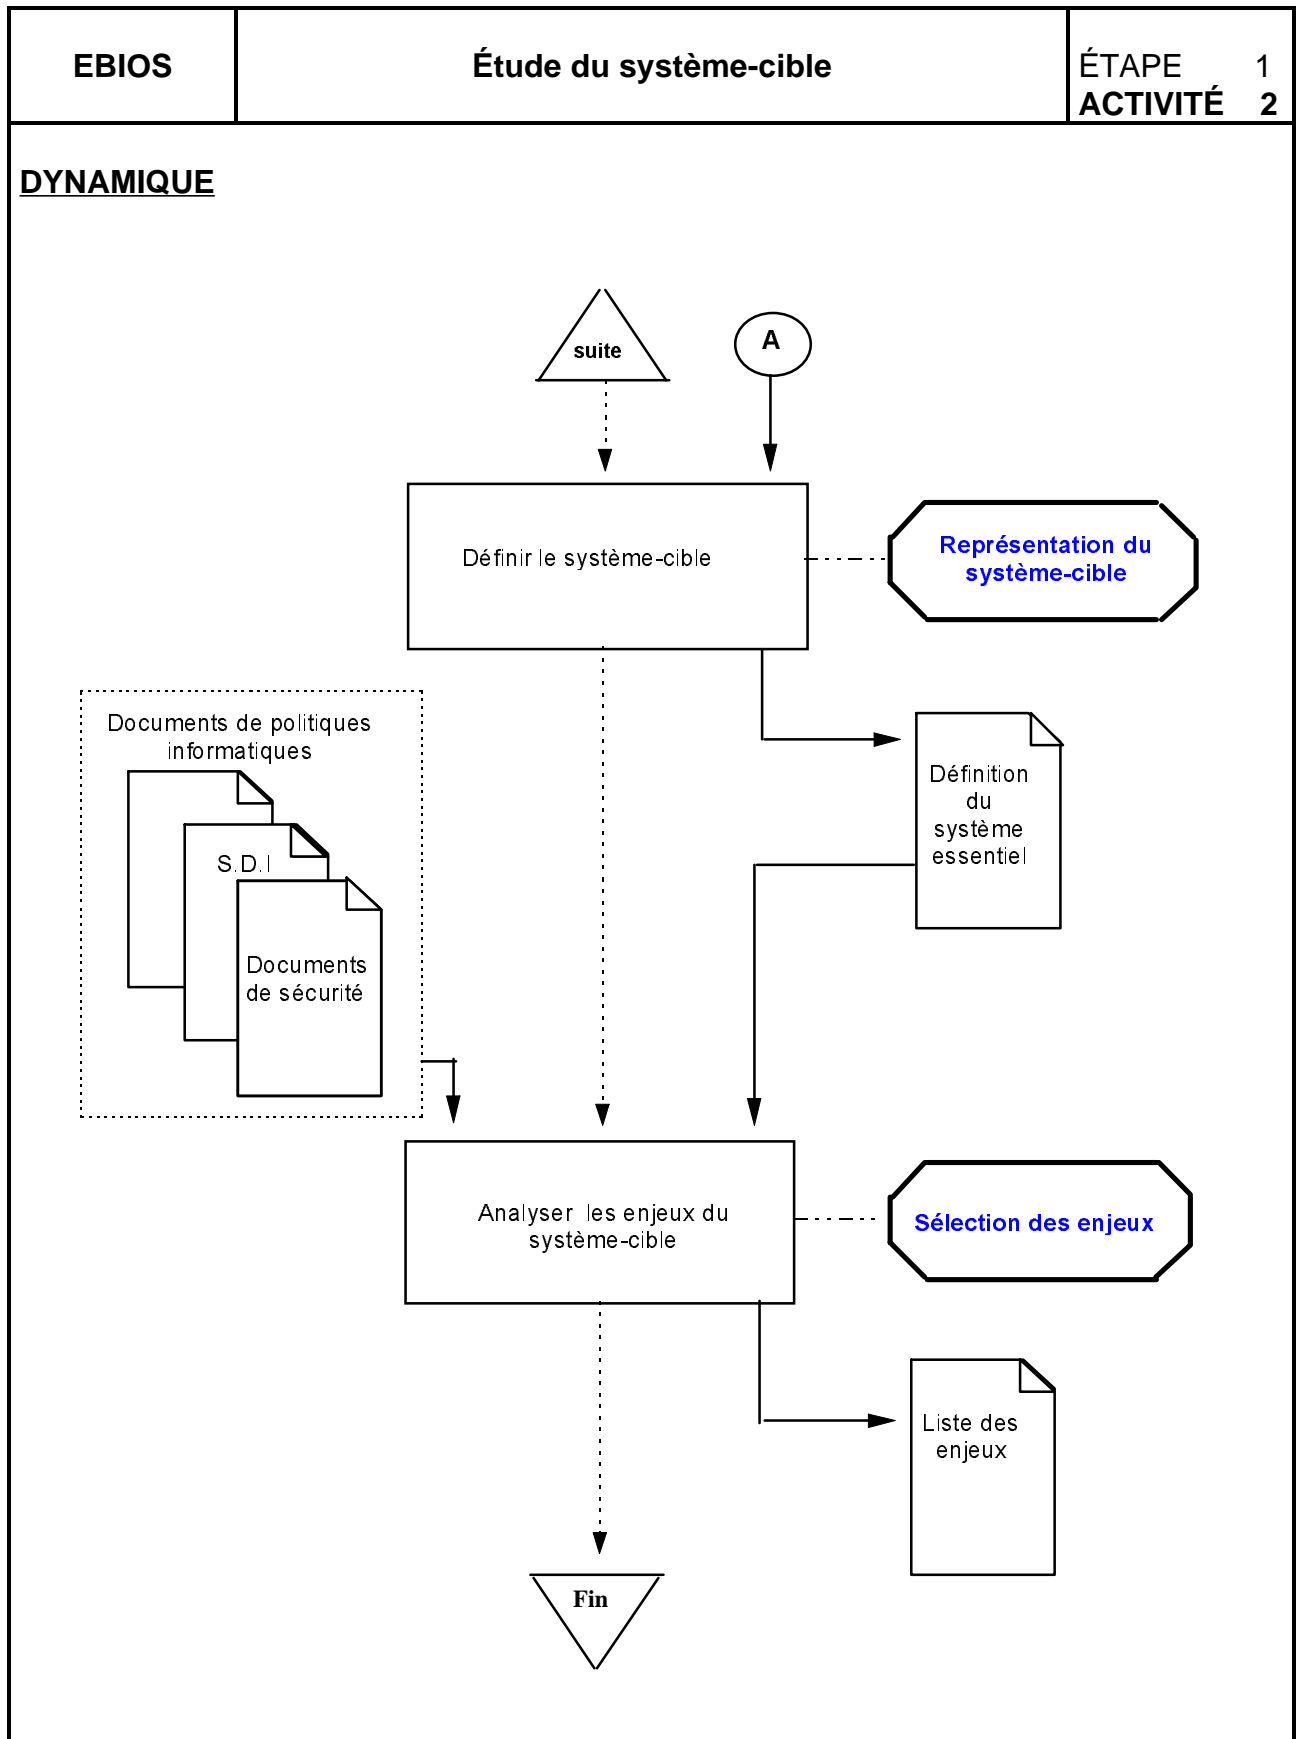 EBIOS
Étude du système-cible
ÉTAPE 1
ACTIVITÉ 2
DYNAMIQUE
suite
A
Définir le système-cible
Représentation du
système-cible
Documents de politiques
informatiques
S.D.I
Documents
de sécurité
Définition
du
système
essentiel
Analyser les enjeux du
système-cible
Sélection des enjeux
Liste des
enjeux
Fin